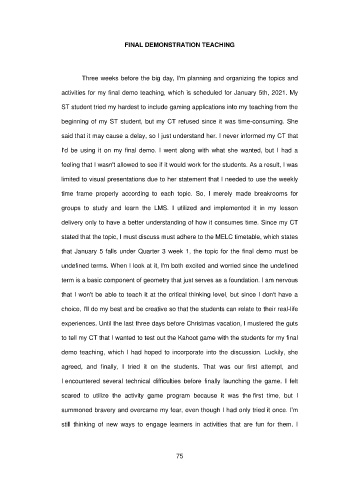 FINAL DEMONSTRATION TEACHING
Three weeks before the big day, I'm planning and organizing the topics and
activities for my final demo teaching, which is scheduled for January 5th, 2021. My
ST student tried my hardest to include gaming applications into my teaching from the
beginning of my ST student, but my CT refused since it was time-consuming. She
said that it may cause a delay, so I just understand her. I never informed my CT that
I'd be using it on my final demo. I went along with what she wanted, but I had a
feeling that I wasn't allowed to see if it would work for the students. As a result, I was
limited to visual presentations due to her statement that I needed to use the weekly
time frame properly according to each topic. So, I merely made breakrooms for
groups to study and learn the LMS. I utilized and implemented it in my lesson
delivery only to have a better understanding of how it consumes time. Since my CT
stated that the topic, I must discuss must adhere to the MELC timetable, which states
that January 5 falls under Quarter 3 week 1, the topic for the final demo must be
undefined terms. When I look at it, I'm both excited and worried since the undefined
term is a basic component of geometry that just serves as a foundation. I am nervous
that I won't be able to teach it at the critical thinking level, but since I don't have a
choice, I'll do my best and be creative so that the students can relate to their real-life
experiences. Until the last three days before Christmas vacation, I mustered the guts
to tell my CT that I wanted to test out the Kahoot game with the students for my final
demo teaching, which I had hoped to incorporate into the discussion. Luckily, she
agreed, and finally, I tried it on the students. That was our first attempt, and
I encountered several technical difficulties before finally launching the game. I felt
scared to utilize the activity game program because it was the first time, but I
summoned bravery and overcame my fear, even though I had only tried it once. I'm
still thinking of new ways to engage learners in activities that are fun for them. I
75